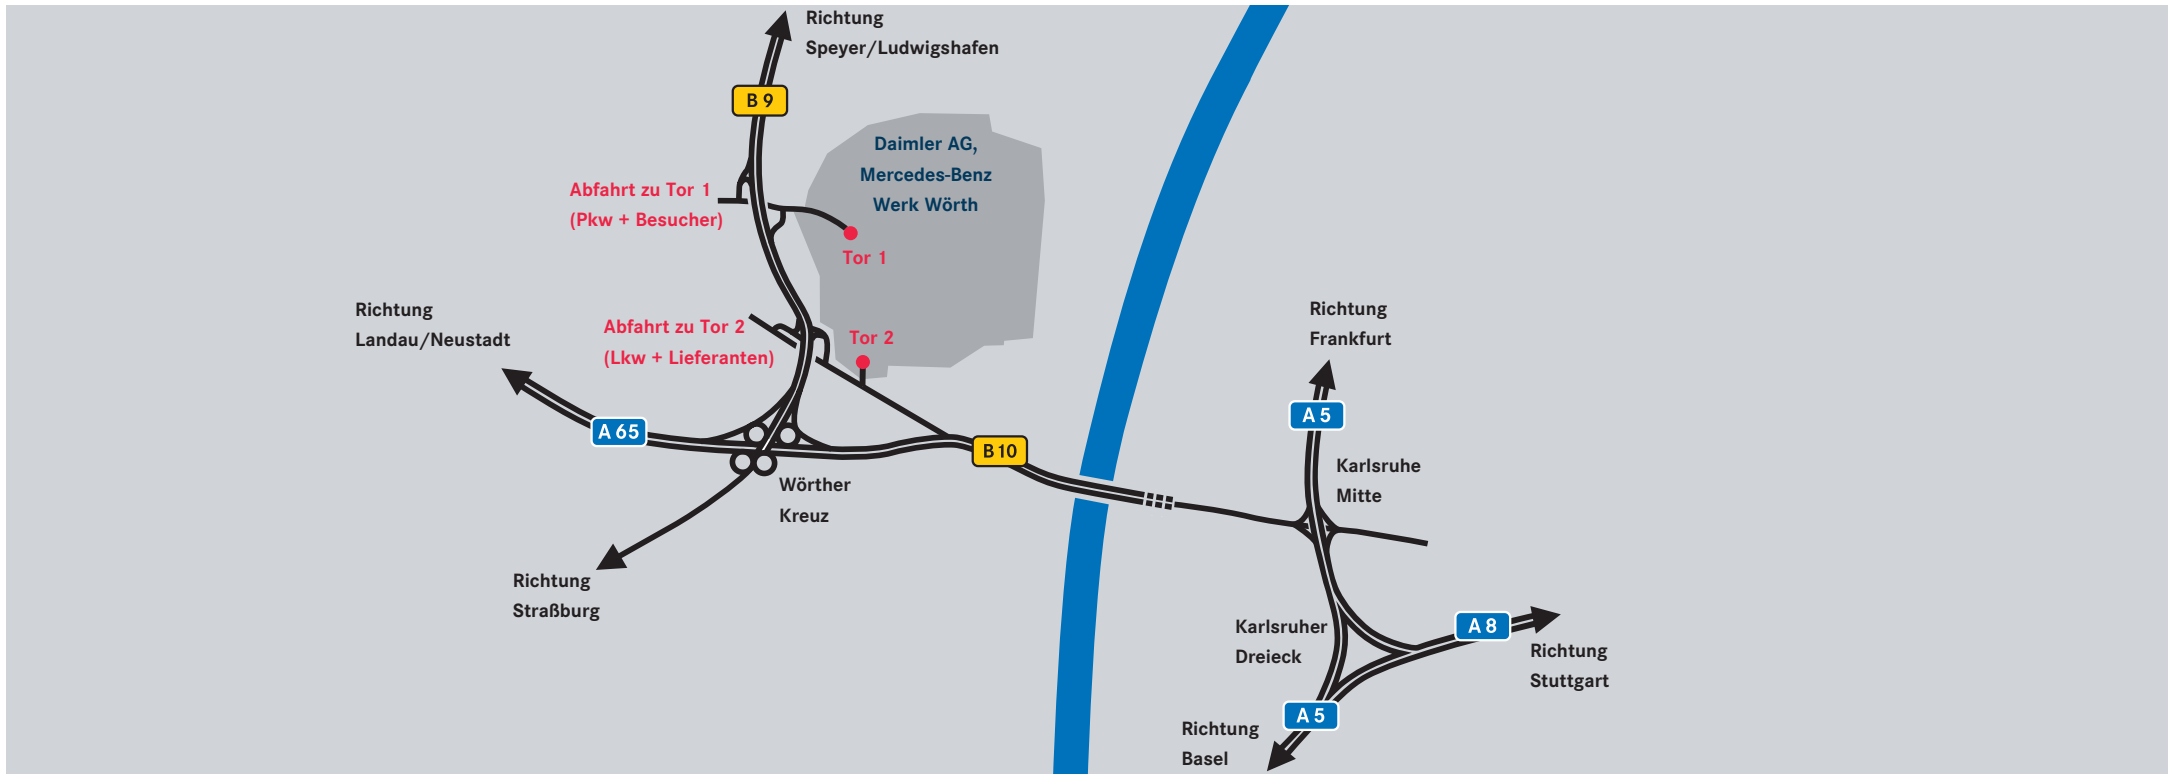 Richtung
Speyer/Ludwigshafen
B 9
Daimler AG,
Mercedes-Benz
Werk Wörth
Abfahrt zu Tor 1
(Pkw + Besucher)
Tor 1
Richtung
Landau/Neustadt
Abfahrt zu Tor 2
(Lkw + Lieferanten)
Tor 2
Richtung
Frankfurt
A 5
A 65
B 10
Karlsruhe
Mitte
Wörther
Kreuz
Richtung
Straßburg
Karlsruher
Dreieck
A 8
Richtung
Stuttgart
A 5
Richtung
Basel